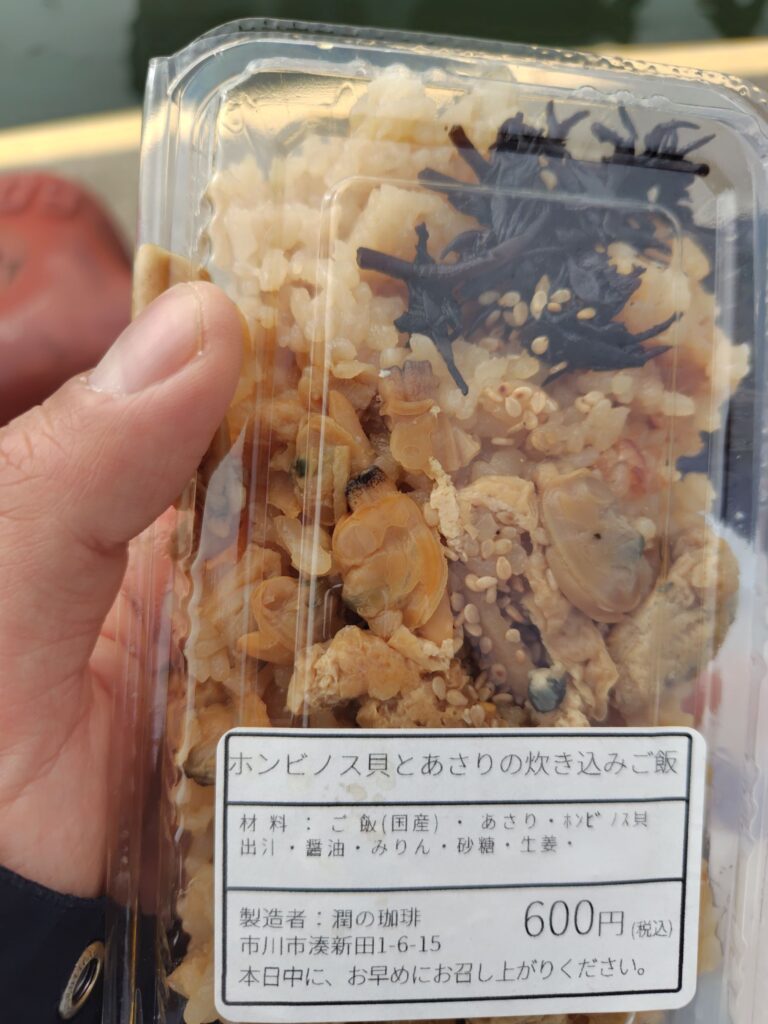 ホンビノス貝とあさりの炊き込みご飯
材料：ご飯(国産)・あさり・ﾎﾝﾋﾞﾉｽ貝
出汁・醤油・みりん・砂糖・生姜・
製造者：潤の珈琲
600円(税込)
市川市湊新田1-6-15
本日中に、お早めにお召し上がりください。